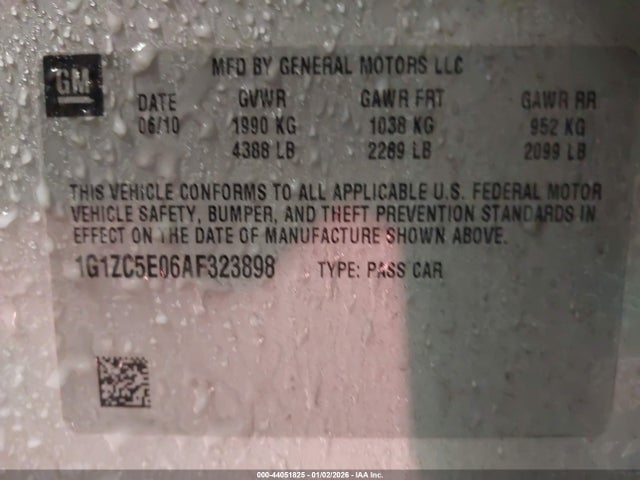 GM
MFD BY GENERAL MOTORS LLC
DATE GVWR GAWR FRT GAWR RR
06/10 1990 KG 1038 KG 952 KG
4388 LB 2289 LB 2099 LB
THIS VEHICLE CONFORMS TO ALL APPLICABLE U.S. FEDERAL MOTOR
VEHICLE SAFETY, BUMPER, AND THEFT PREVENTION STANDARDS IN
EFFECT ON THE DATE OF MANUFACTURE SHOWN ABOVE.
1G1ZC5E06AF323898 TYPE: PASS CAR
000-44051825 - 01/02/2026 - IAA Inc.